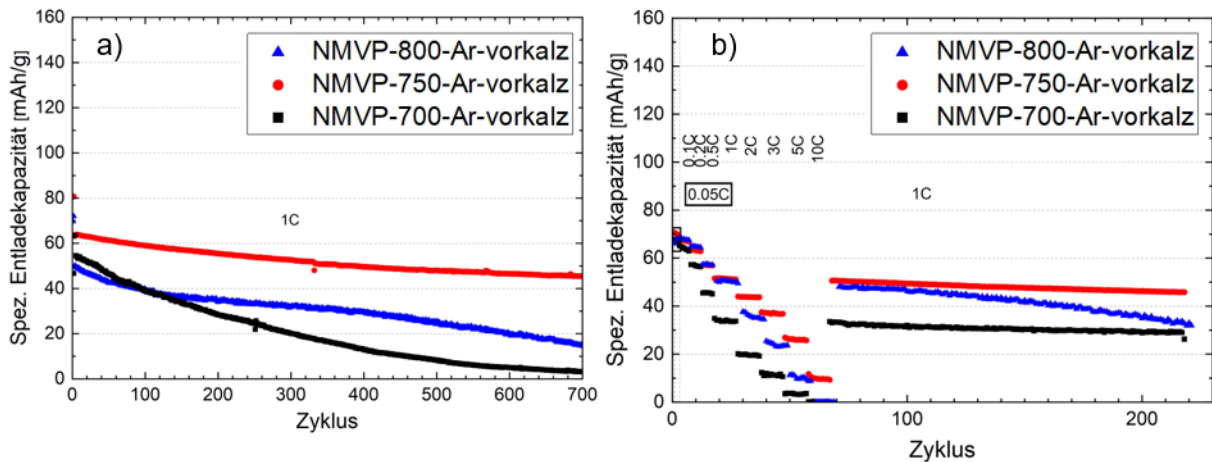 a)
NMVP-800-Ar-vorkalz
NMVP-750-Ar-vorkalz
NMVP-700-Ar-vorkalz
Spez. Entladekapazität [mAh/g]
160
140
120
100
80
60
40
20
0
1C
0 100 200 300 400 500 600 700
Zyklus
b)
NMVP-800-Ar-vorkalz
NMVP-750-Ar-vorkalz
NMVP-700-Ar-vorkalz
Spez. Entladekapazität [mAh/g]
160
140
120
100
80
60
40
20
0
0.1C
0.2C
0.5C
1C
2C
3C
5C
10C
0.05C
1C
0 100 200
Zyklus